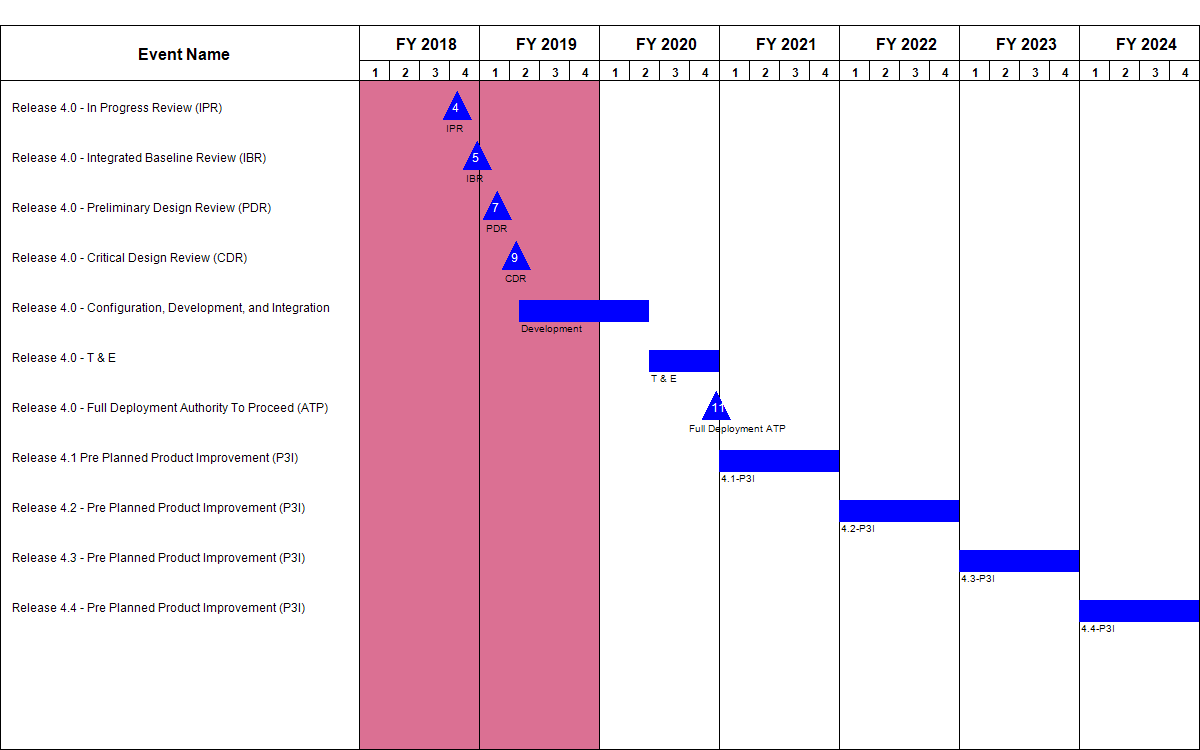 Event Name FY 2018 FY 2019 FY 2020 FY 2021 FY 2022 FY 2023 FY 2024
1 2 3 4 1 2 3 4 1 2 3 4 1 2 3 4 1 2 3 4 1 2 3 4 1 2 3 4
Release 4.0 - In Progress Review (IPR) 4
IPR
Release 4.0 - Integrated Baseline Review (IBR) 5
IBR
Release 4.0 - Preliminary Design Review (PDR) 7
PDR
Release 4.0 - Critical Design Review (CDR) 9
CDR
Release 4.0 - Configuration, Development, and Integration
Development
Release 4.0 - T & E
T & E
Release 4.0 - Full Deployment Authority To Proceed (ATP) 11
Full Deployment ATP
Release 4.1 Pre Planned Product Improvement (P3I)
4.1-P3I
Release 4.2 - Pre Planned Product Improvement (P3I)
4.2-P3I
Release 4.3 - Pre Planned Product Improvement (P3I)
4.3-P3I
Release 4.4 - Pre Planned Product Improvement (P3I)
4.4-P3I